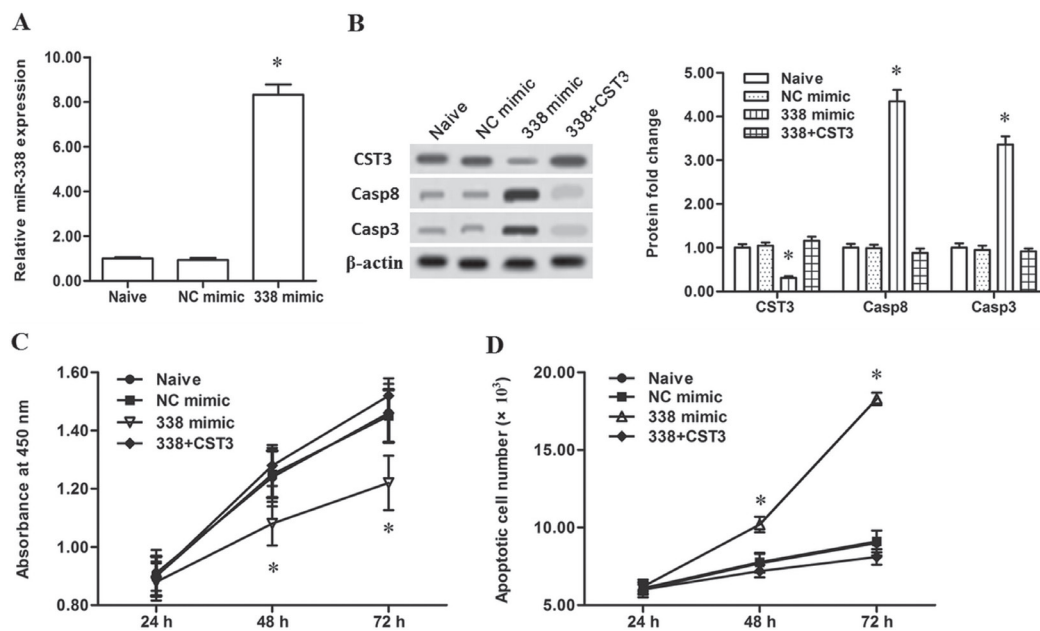 A
Relative miR-338 expression
10.00
8.00
6.00
4.00
2.00
0.00
*
Naive NC mimic 338 mimic
B
Naive NC mimic 338 mimic 338+CST3
CST3
Casp8
Casp3
β-actin
Protein fold change
5.00
4.00
3.00
2.00
1.00
0.00
Naive
NC mimic
338 mimic
338+CST3
*
*
*
CST3 Casp8 Casp3
C
Absorbance at 450 nm
1.60
1.40
1.20
1.00
0.80
Naive
NC mimic
338 mimic
338+CST3
*
*
24 h 48 h 72 h
D
Apoptotic cell number (× 10³)
20.00
15.00
10.00
5.00
Naive
NC mimic
338 mimic
338+CST3
*
*
24 h 48 h 72 h